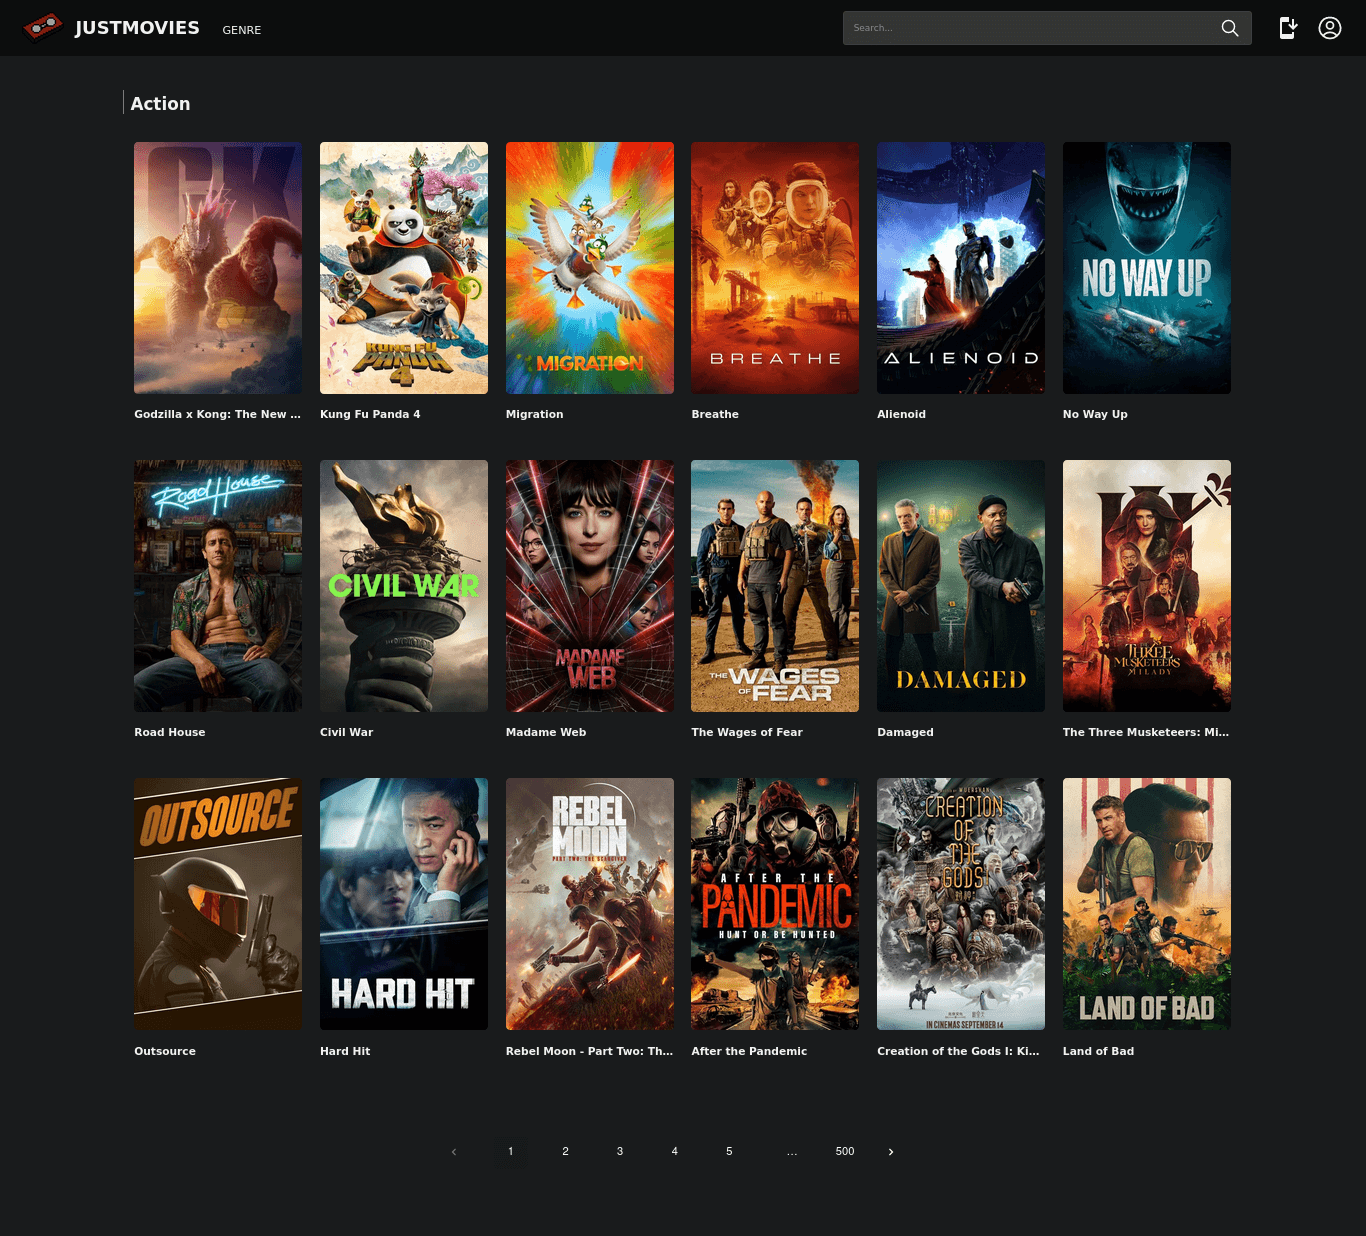 JUSTMOVIES
GENRE
Search...
Action
GK
MIGRATION
BREATHE
ALIENOID
NO WAY UP
KUNG FU
PANDA
4
Godzilla x Kong: The New ...
Kung Fu Panda 4
Migration
Breathe
Alienoid
No Way Up
Road House
CIVIL WAR
MADAME
WEB
THE WAGES
OF FEAR
DAMAGED
THREE
MUSKETEERS
MILADY
Road House
Civil War
Madame Web
The Wages of Fear
Damaged
The Three Musketeers: Mi...
OUTSOURCE
HARD HIT
REBEL
MOON
PART TWO: THE SCARGIVER
AFTER THE
PANDEMIC
HUNT OR BE HUNTED
CREATION
OF
THE
GODS
IN CINEMAS SEPTEMBER 14
LAND OF BAD
Outsource
Hard Hit
Rebel Moon - Part Two: Th...
After the Pandemic
Creation of the Gods I: Ki...
Land of Bad
‹ 1 2 3 4 5 ... 500 ›